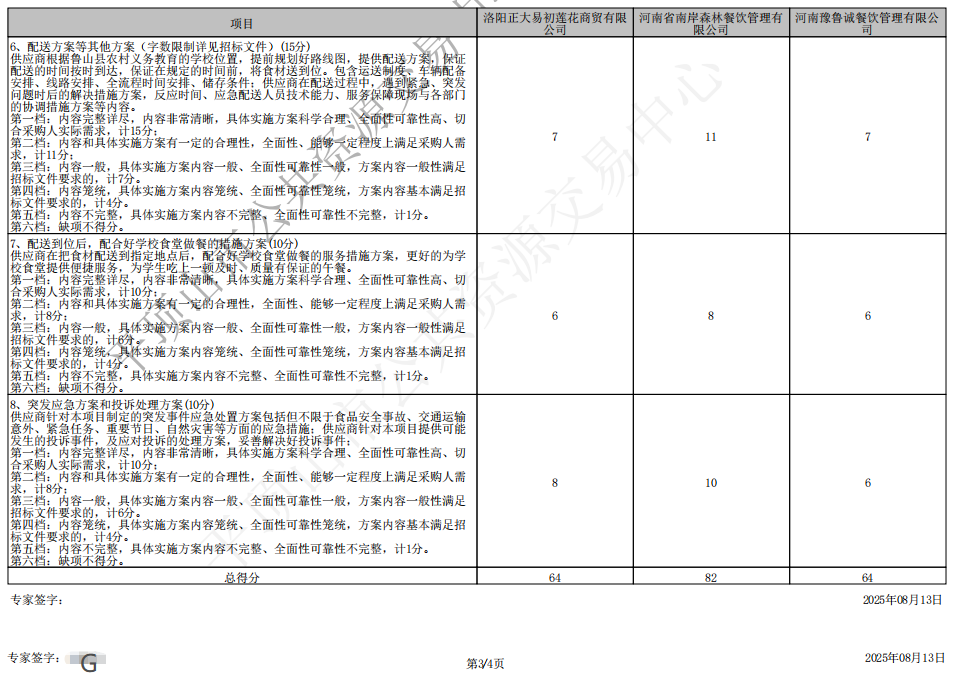 项目
洛阳正大易初莲花商贸有限
公司
河南省南岸森林餐饮管理有
限公司
河南豫鲁诚餐饮管理有限公
司
6、配送方案等其他方案（字数限制详见招标文件）(15分)
供应商根据鲁山县农村义务教育的学校位置，提前规划好路线图，提供配送方案，保证
配送的时间按时到达，保证在规定的时间前，将食材送到位。包含运送制度、车辆配备
安排、线路安排、全流程时间安排、储存条件；供应商在配送过程中，遇到紧急、突发
问题时后的解决措施方案，反应时间、应急配送人员技术能力、服务保障现场与各部门
的协调措施方案等内容。
第一档：内容完整详尽，内容非常清晰，具体实施方案科学合理、全面性可靠性高、切
合采购人实际需求，计15分；
第二档：内容和具体实施方案有一定的合理性，全面性、能够一定程度上满足采购人需
求，计11分；
第三档：内容一般，具体实施方案内容一般、全面性可靠性一般，方案内容一般性满足
招标文件要求的，计7分。
第四档：内容笼统，具体实施方案内容笼统、全面性可靠性笼统，方案内容基本满足招
标文件要求的，计4分。
第五档：内容不完整，具体实施方案内容不完整、全面性可靠性不完整，计1分。
第六档：缺项不得分。
7
11
7
7、配送到位后，配合好学校食堂做餐的措施方案(10分)
供应商在把食材配送到指定地点后，配合好学校食堂做餐的服务措施方案，更好的为学
校食堂提供便捷服务，为学生吃上一顿及时、质量有保证的午餐。
第一档：内容完整详尽，内容非常清晰，具体实施方案科学合理、全面性可靠性高、切
合采购人实际需求，计10分；
第二档：内容和具体实施方案有一定的合理性，全面性、能够一定程度上满足采购人需
求，计8分；
第三档：内容一般，具体实施方案内容一般、全面性可靠性一般，方案内容一般性满足
招标文件要求的，计6分。
第四档：内容笼统，具体实施方案内容笼统、全面性可靠性笼统，方案内容基本满足招
标文件要求的，计4分。
第五档：内容不完整，具体实施方案内容不完整、全面性可靠性不完整，计1分。
第六档：缺项不得分。
6
8
6
8、突发应急方案和投诉处理方案(10分)
供应商针对本项目制定的突发事件应急处置方案包括但不限于食品安全事故、交通运输
意外、紧急任务、重要节日、自然灾害等方面的应急措施；供应商针对本项目提供可能
发生的投诉事件，及应对投诉的处理方案，妥善解决好投诉事件；
第一档：内容完整详尽，内容非常清晰，具体实施方案科学合理、全面性可靠性高、切
合采购人实际需求，计10分；
第二档：内容和具体实施方案有一定的合理性，全面性、能够一定程度上满足采购人需
求，计8分；
第三档：内容一般，具体实施方案内容一般、全面性可靠性一般，方案内容一般性满足
招标文件要求的，计6分。
第四档：内容笼统，具体实施方案内容笼统、全面性可靠性笼统，方案内容基本满足招
标文件要求的，计4分。
第五档：内容不完整，具体实施方案内容不完整、全面性可靠性不完整，计1分。
第六档：缺项不得分。
8
10
6
总得分
64
82
64
专家签字：
2025年08月13日
专家签字：
G
第3/4页
2025年08月13日
平顶山市公共资源交易中心
平顶山市公共资源交易中心